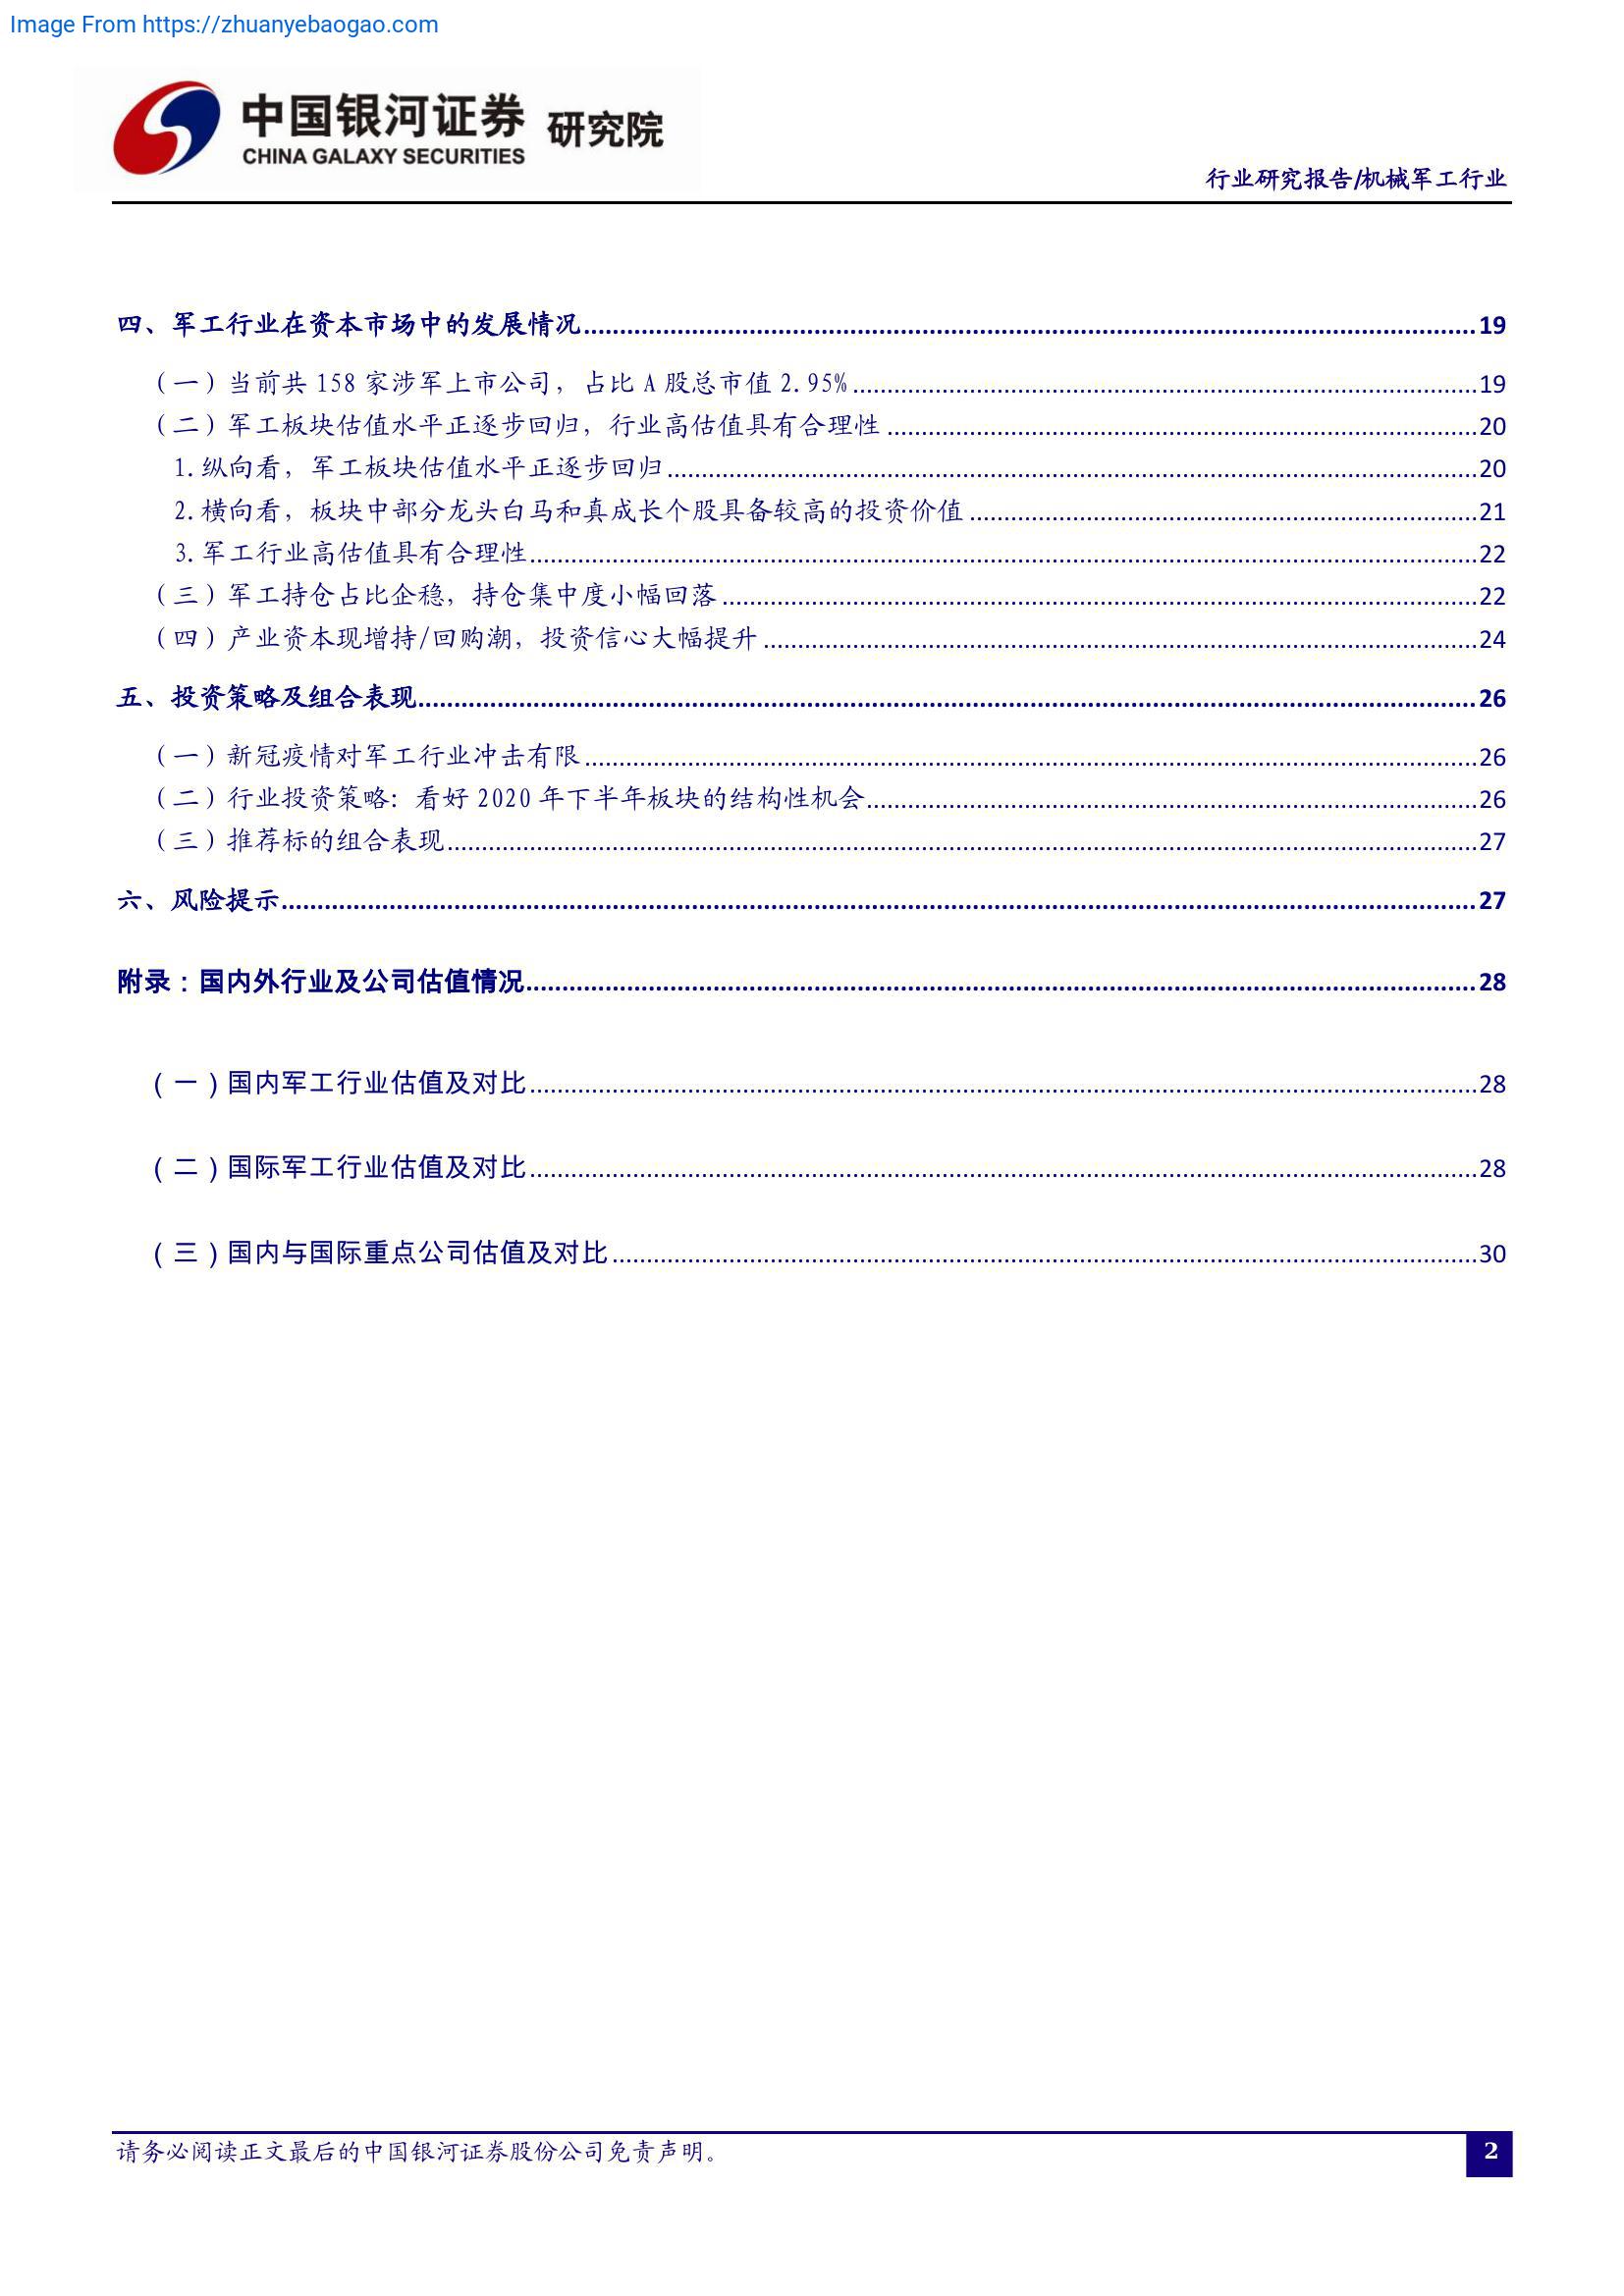 Image From https://zhuanyebaogao.com
中国银河证券 研究院
CHINA GALAXY SECURITIES
行业研究报告/机械军工行业
四、军工行业在资本市场中的发展情况 19
（一）当前共 158 家涉军上市公司，占比 A 股总市值 2.95% 19
（二）军工板块估值水平正逐步回归，行业高估值具有合理性 20
1.纵向看，军工板块估值水平正逐步回归 20
2.横向看，板块中部分龙头白马和真成长个股具备较高的投资价值 21
3.军工行业高估值具有合理性 22
（三）军工持仓占比企稳，持仓集中度小幅回落 22
（四）产业资本现增持/回购潮，投资信心大幅提升 24
五、投资策略及组合表现 26
（一）新冠疫情对军工行业冲击有限 26
（二）行业投资策略：看好 2020 年下半年板块的结构性机会 26
（三）推荐标的组合表现 27
六、风险提示 27
附录：国内外行业及公司估值情况 28
（一）国内军工行业估值及对比 28
（二）国际军工行业估值及对比 28
（三）国内与国际重点公司估值及对比 30
请务必阅读正文最后的中国银河证券股份公司免责声明。
2